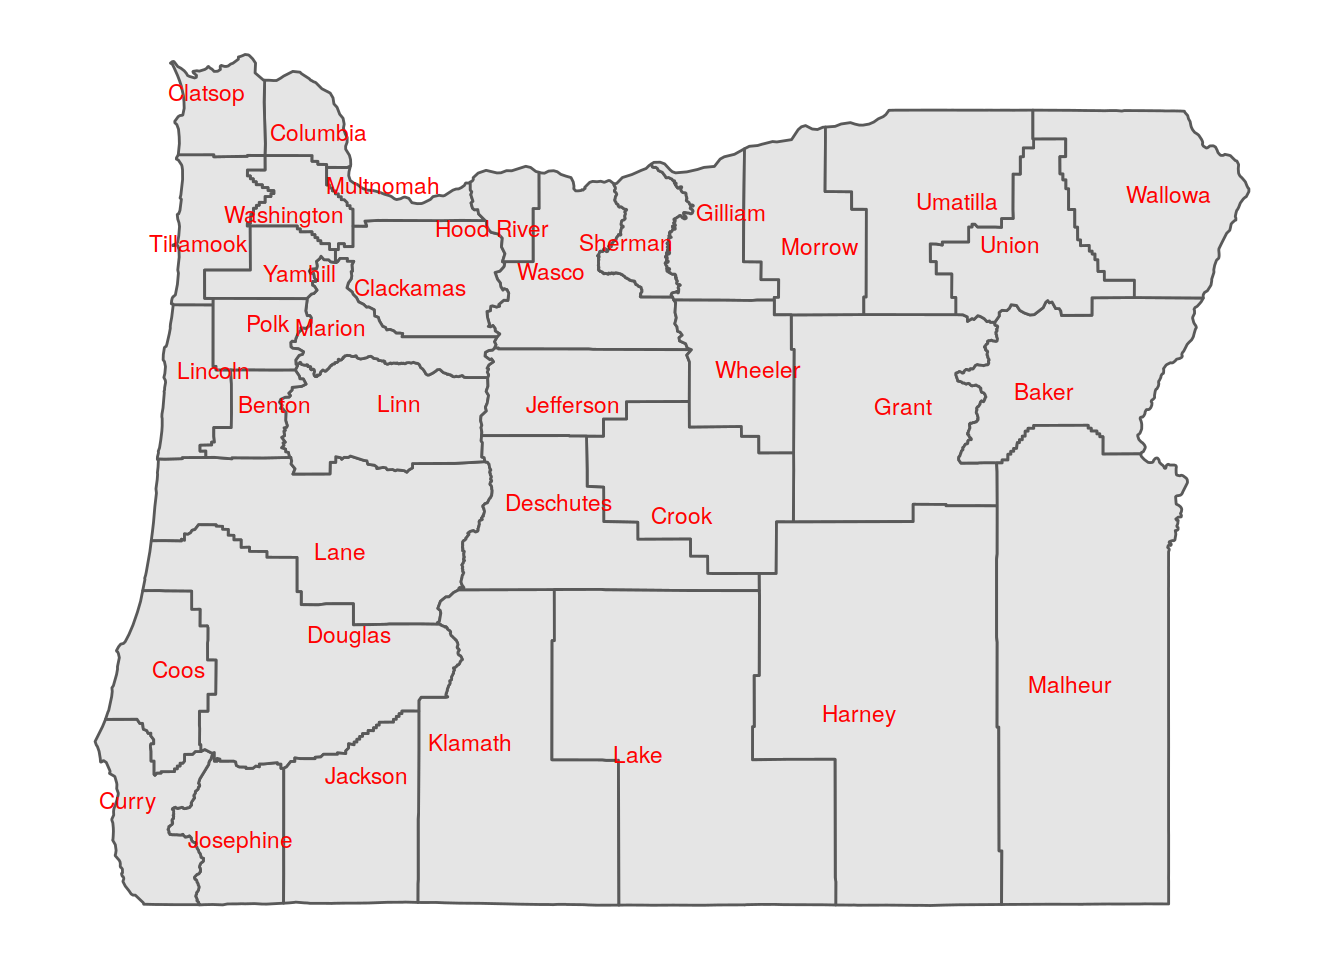 Clatsop
Columbia
Multnomah
Wallowa
Umatilla
Washington
Gilliam
Hood River
Tillamook
Sherman
Morrow
Union
Yamhill
Wasco
Clackamas
Polk
Marion
Lincoln
Wheeler
Baker
Benton
Linn
Jefferson
Grant
Deschutes
Crook
Lane
Douglas
Coos
Malheur
Harney
Klamath
Lake
Jackson
Curry
Josephine